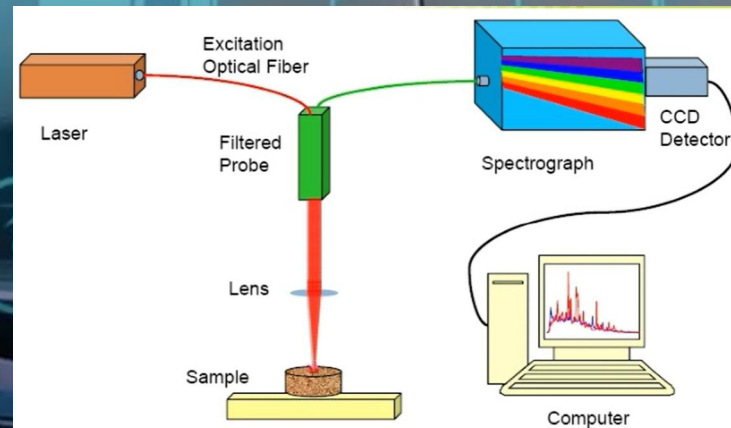 Excitation
Optical Fiber
Laser
Filtered
Probe
CCD
Detector
Spectrograph
Lens
Sample
Computer